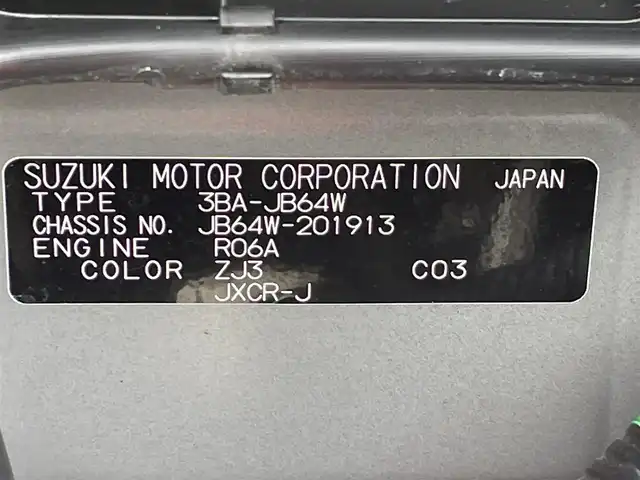 SUZUKI MOTOR CORPORATION JAPAN
TYPE 3BA-JB64W
CHASSIS NO. JB64W-201913
ENGINE R06A
COLOR ZJ3 C03
JXCR-J